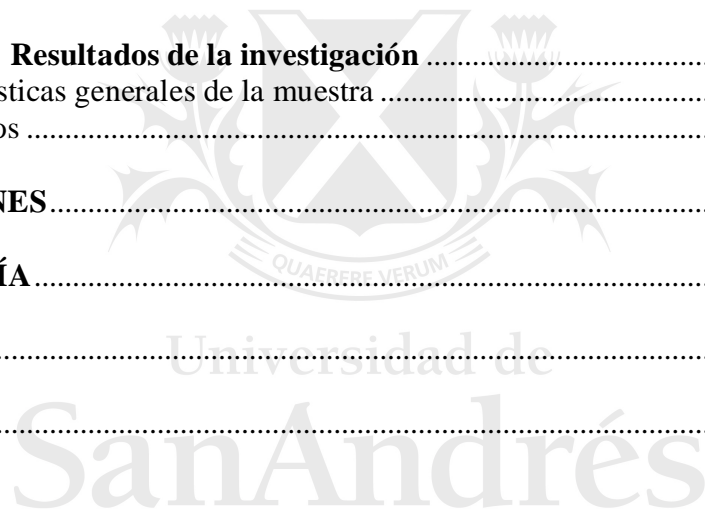 Resultados de la investigación ........................................
sticas generales de la muestra ..............................................
os ................................................................................................
NES .............................................................................................
ÍA ...............................................................................................
QUAERERE VERUM
Universidad de
....................................................................................................
SanAndrés
....................................................................................................